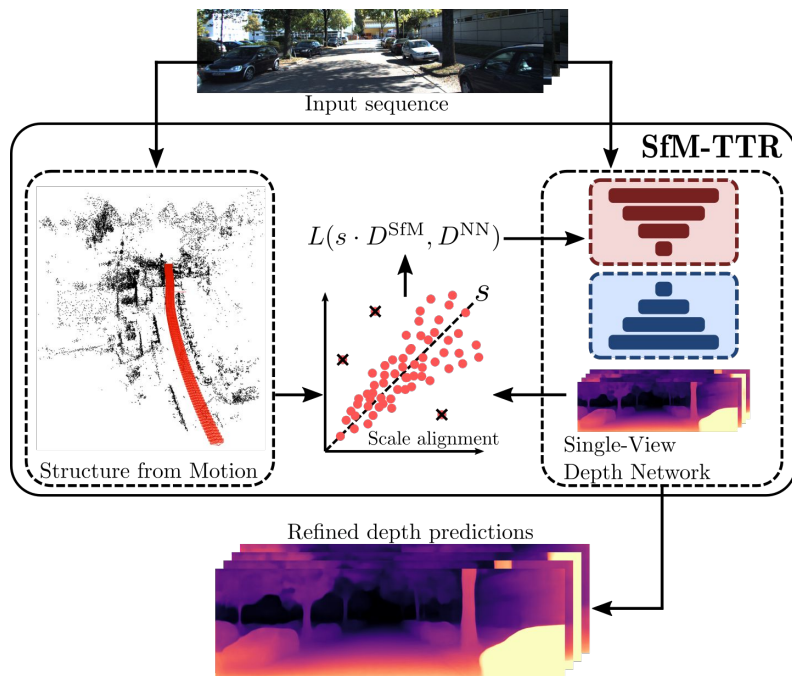 Input sequence
SfM-TTR
L(s · D^SfM, D^NN)
s
Scale alignment
Structure from Motion
Single-View
Depth Network
Refined depth predictions